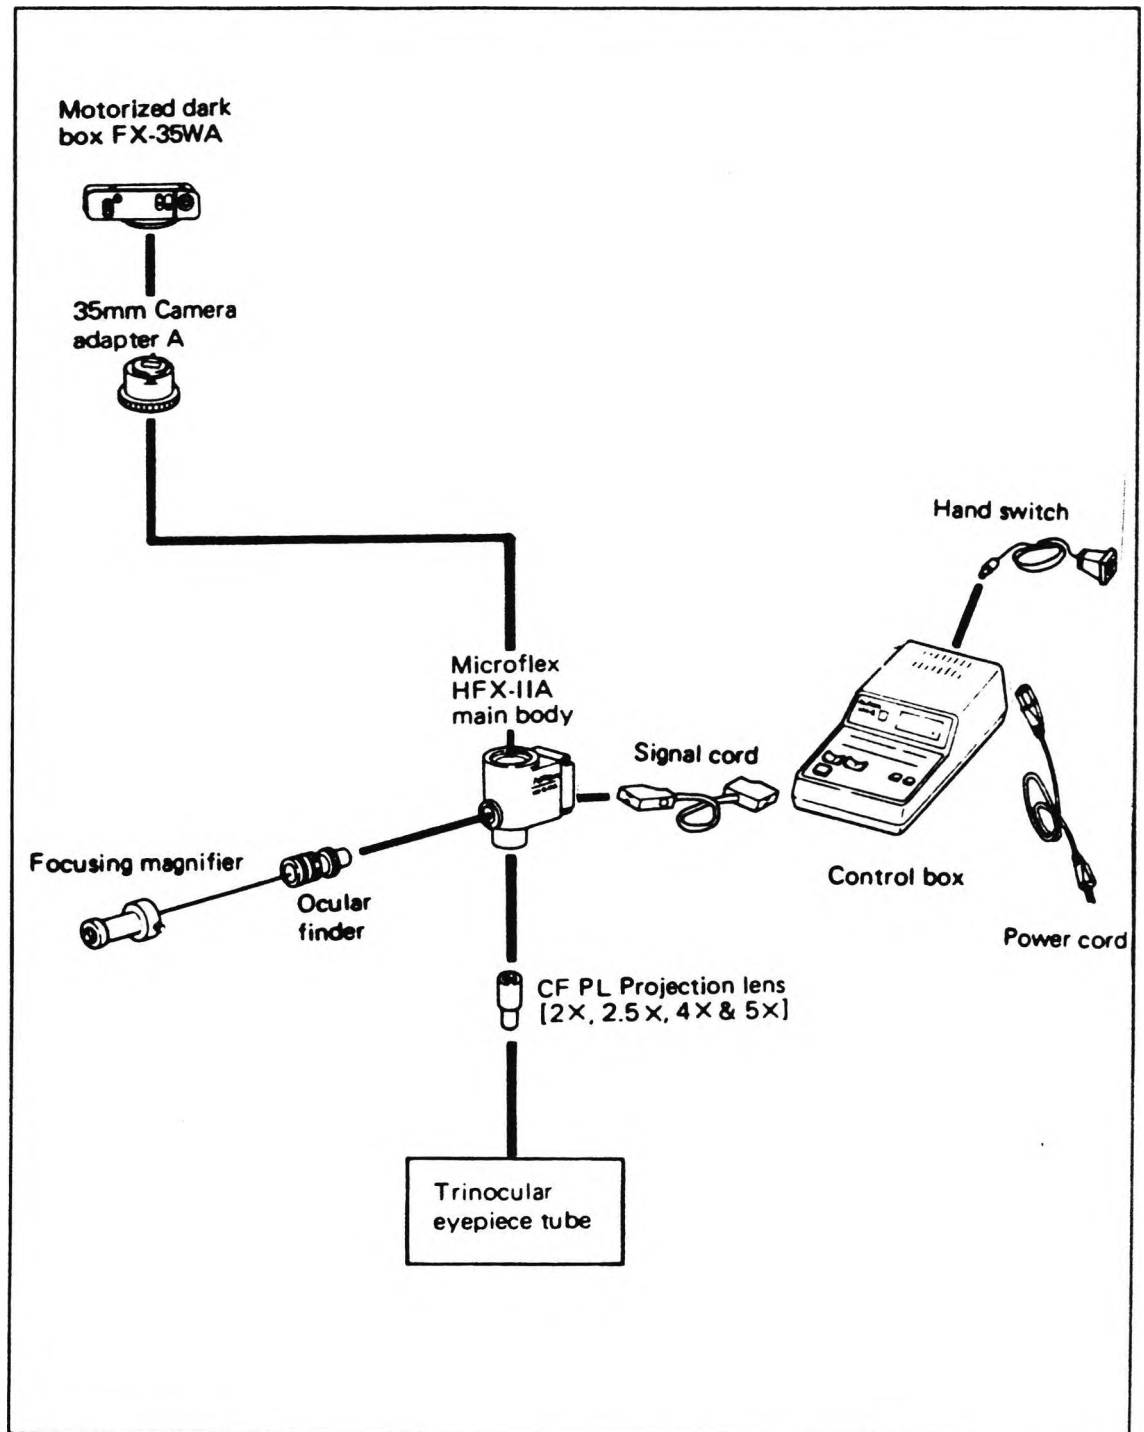 Motorized dark
box FX-35WA
35mm Camera
adapter A
Hand switch
Microflex
HFX-IIA
main body
Signal cord
Focusing magnifier
Ocular
finder
Control box
Power cord
CF PL Projection lens
[2×, 2.5×, 4× & 5×]
Trinocular
eyepiece tube